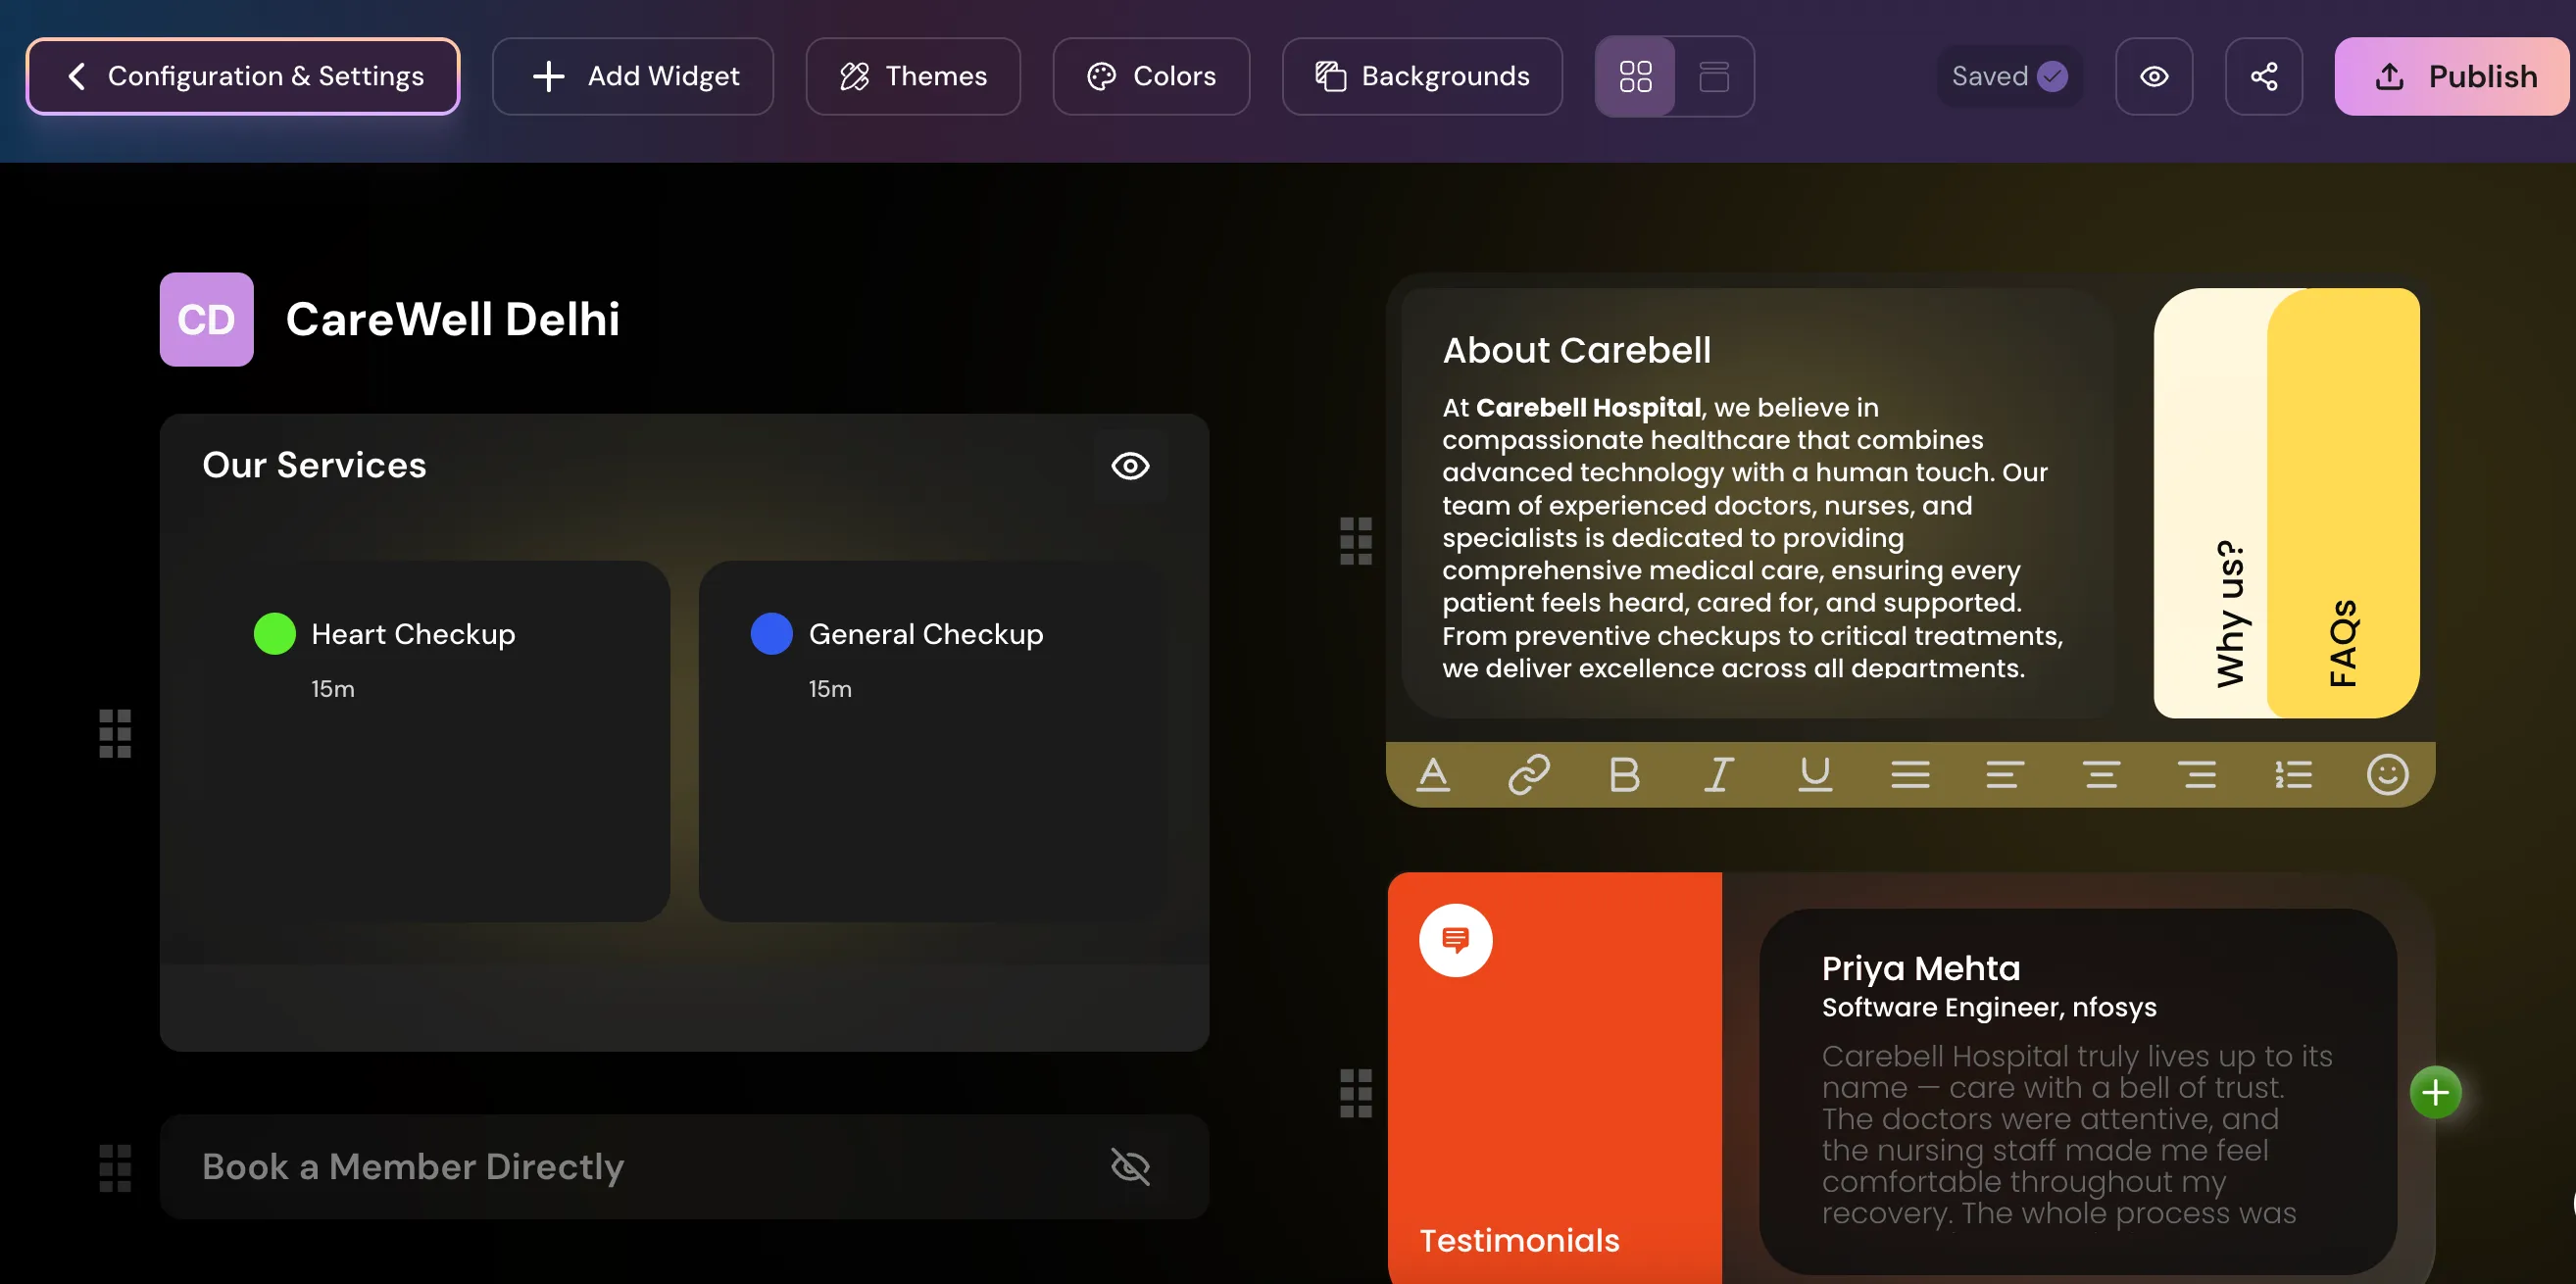 Configuration & Settings
Add Widget
Themes
Colors
Backgrounds
Saved
Publish
CD
CareWell Delhi
Our Services
Heart Checkup
15m
General Checkup
15m
Book a Member Directly
About Carebell
At Carebell Hospital, we believe in
compassionate healthcare that combines
advanced technology with a human touch. Our
team of experienced doctors, nurses, and
specialists is dedicated to providing
comprehensive medical care, ensuring every
patient feels heard, cared for, and supported.
From preventive checkups to critical treatments,
we deliver excellence across all departments.
Why us?
FAQs
Testimonials
Priya Mehta
Software Engineer, nfosys
Carebell Hospital truly lives up to its
name — care with a bell of trust.
The doctors were attentive, and
the nursing staff made me feel
comfortable throughout my
recovery. The whole process was